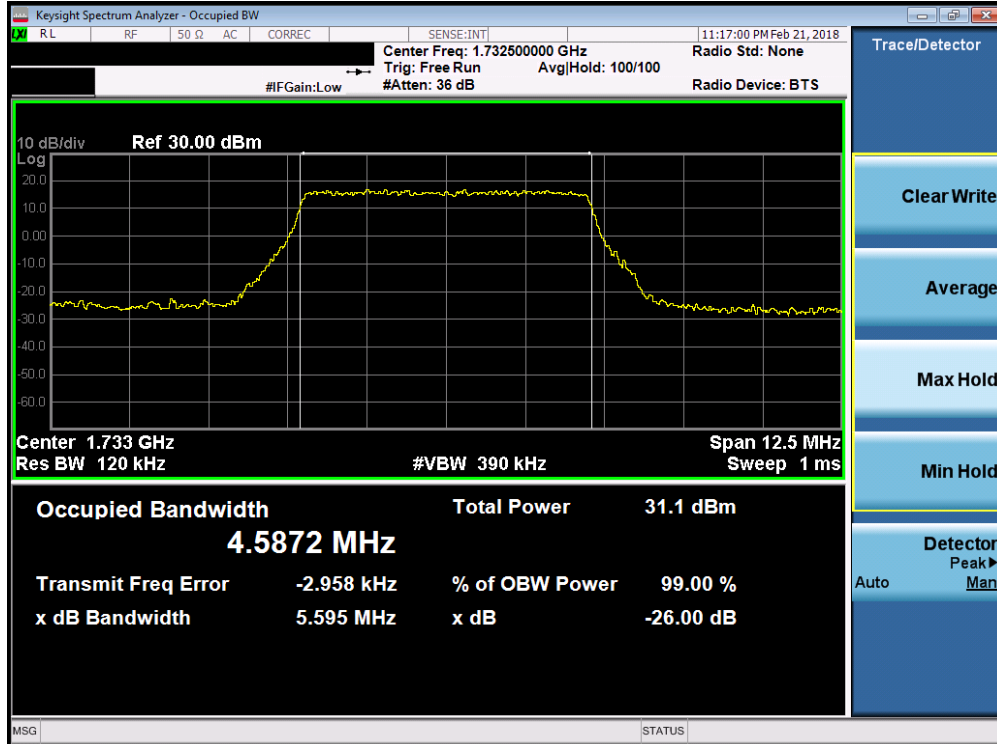 Keysight Spectrum Analyzer - Occupied BW
LXI RL RF 50 Ω AC CORREC SENSE:INT 11:17:00 PM Feb 21, 2018
Center Freq: 1.732500000 GHz Radio Std: None
Trig: Free Run Avg|Hold: 100/100
#IFGain:Low #Atten: 36 dB Radio Device: BTS
10 dB/div Ref 30.00 dBm
Log
20.0
10.0
0.00
-10.0
-20.0
-30.0
-40.0
-50.0
-60.0
Center 1.733 GHz Span 12.5 MHz
Res BW 120 kHz #VBW 390 kHz Sweep 1 ms
Occupied Bandwidth Total Power 31.1 dBm
4.5872 MHz
Transmit Freq Error -2.958 kHz % of OBW Power 99.00 %
x dB Bandwidth 5.595 MHz x dB -26.00 dB
MSG STATUS
Trace/Detector
Clear Write
Average
Max Hold
Min Hold
Detector
Peak▶
Auto Man